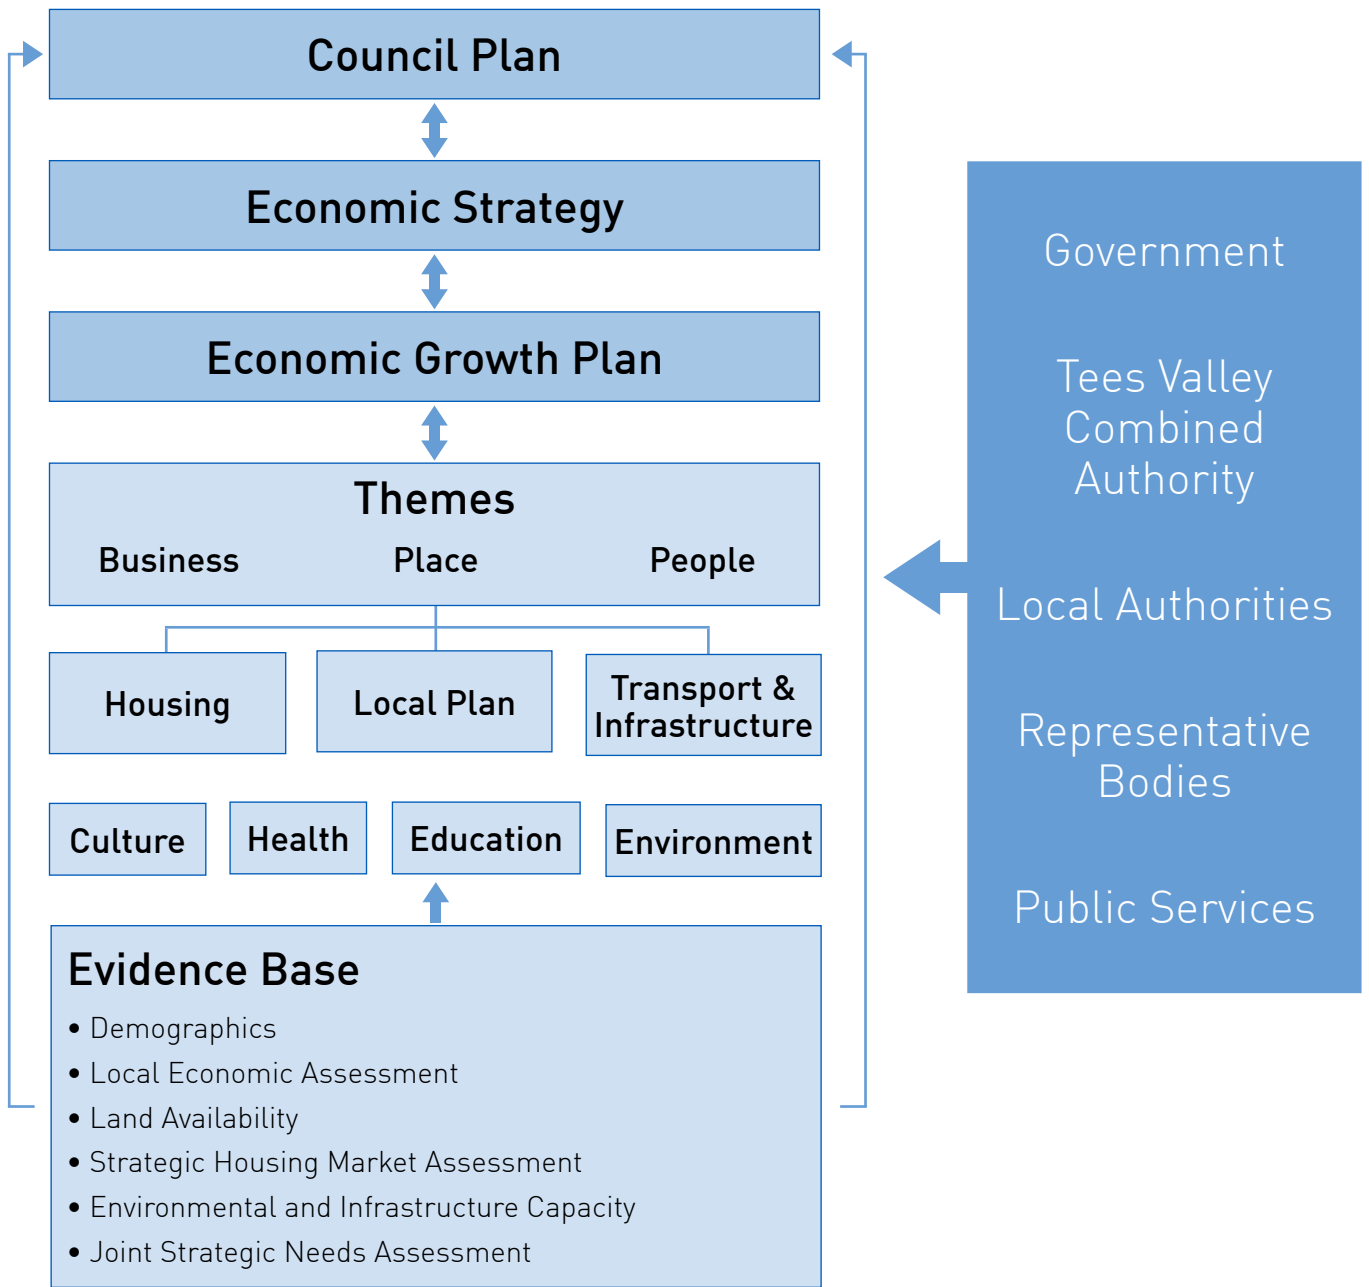 Council Plan
Economic Strategy
Economic Growth Plan
Themes
Business
Place
People
Housing
Local Plan
Transport &
Infrastructure
Culture
Health
Education
Environment
Evidence Base
• Demographics
• Local Economic Assessment
• Land Availability
• Strategic Housing Market Assessment
• Environmental and Infrastructure Capacity
• Joint Strategic Needs Assessment
Government
Tees Valley
Combined
Authority
Local Authorities
Representative
Bodies
Public Services